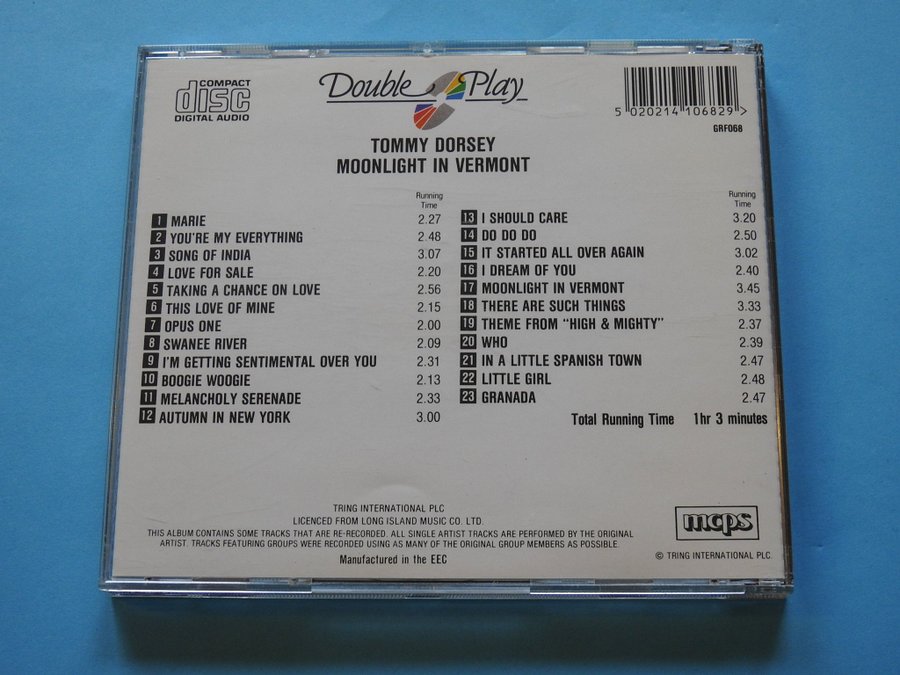 COMPACT
disc
DIGITAL AUDIO
Double Play
5 020214 106829 >
GRF068
TOMMY DORSEY
MOONLIGHT IN VERMONT
Running
Time
1 MARIE 2.27
2 YOU'RE MY EVERYTHING 2.48
3 SONG OF INDIA 3.07
4 LOVE FOR SALE 2.20
5 TAKING A CHANCE ON LOVE 2.56
6 THIS LOVE OF MINE 2.15
7 OPUS ONE 2.00
8 SWANEE RIVER 2.09
9 I'M GETTING SENTIMENTAL OVER YOU 2.31
10 BOOGIE WOOGIE 2.13
11 MELANCHOLY SERENADE 2.33
12 AUTUMN IN NEW YORK 3.00
Running
Time
13 I SHOULD CARE 3.20
14 DO DO DO 2.50
15 IT STARTED ALL OVER AGAIN 3.02
16 I DREAM OF YOU 2.40
17 MOONLIGHT IN VERMONT 3.45
18 THERE ARE SUCH THINGS 3.33
19 THEME FROM "HIGH & MIGHTY" 2.37
20 WHO 2.39
21 IN A LITTLE SPANISH TOWN 2.47
22 LITTLE GIRL 2.48
23 GRANADA 2.47
Total Running Time 1hr 3 minutes
TRING INTERNATIONAL PLC
LICENCED FROM LONG ISLAND MUSIC CO. LTD.
THIS ALBUM CONTAINS SOME TRACKS THAT ARE RE-RECORDED. ALL SINGLE ARTIST TRACKS ARE PERFORMED BY THE ORIGINAL
ARTIST. TRACKS FEATURING GROUPS WERE RECORDED USING AS MANY OF THE ORIGINAL GROUP MEMBERS AS POSSIBLE.
Manufactured in the EEC
mcps
© TRING INTERNATIONAL PLC.